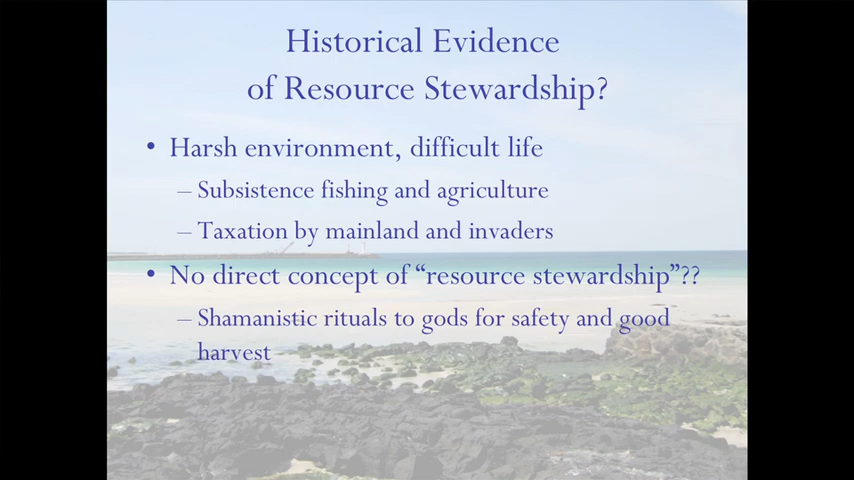 Historical Evidence
of Resource Stewardship?
• Harsh environment, difficult life
– Subsistence fishing and agriculture
– Taxation by mainland and invaders
• No direct concept of “resource stewardship”??
– Shamanistic rituals to gods for safety and good
harvest